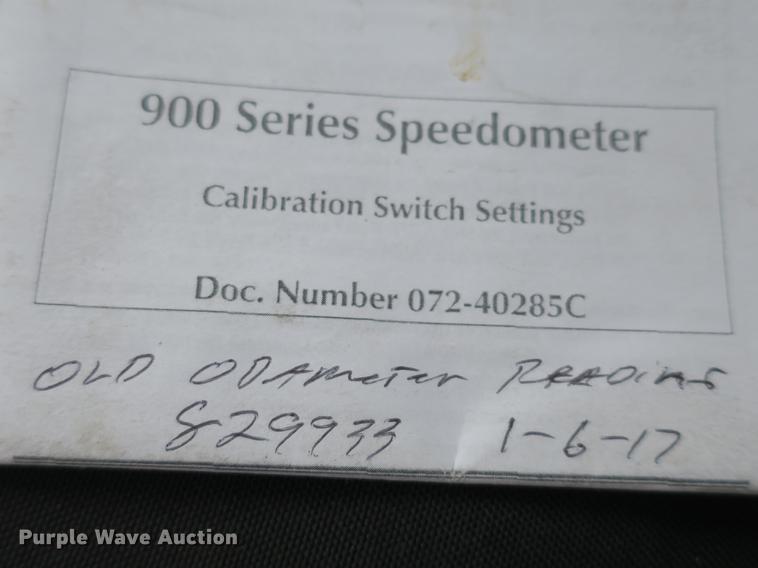 900 Series Speedometer
Calibration Switch Settings
Doc. Number 072-40285C
OLD ODAMETER READING
829933 1-6-17
Purple Wave Auction